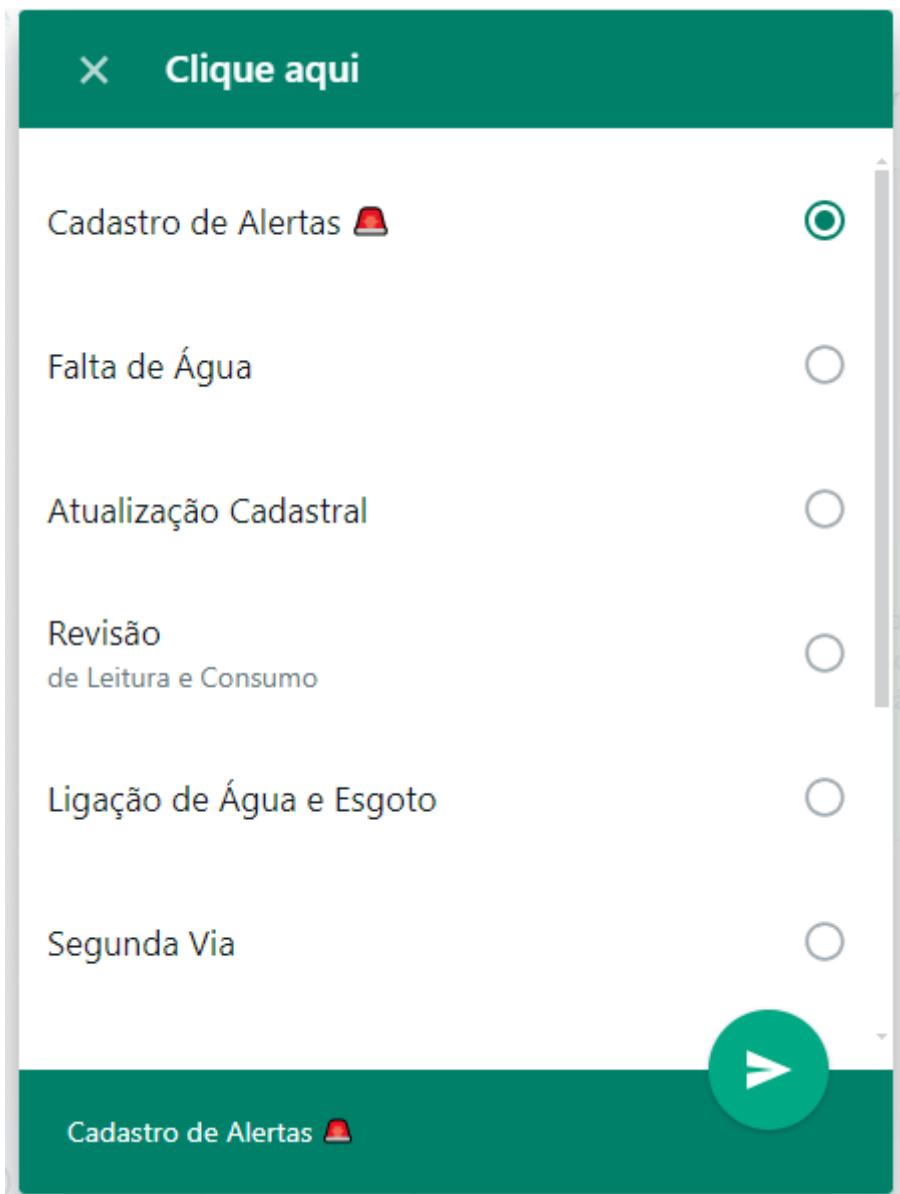 Clique aqui
Cadastro de Alertas 🚨
Falta de Água
Atualização Cadastral
Revisão
de Leitura e Consumo
Ligação de Água e Esgoto
Segunda Via
Cadastro de Alertas 🚨